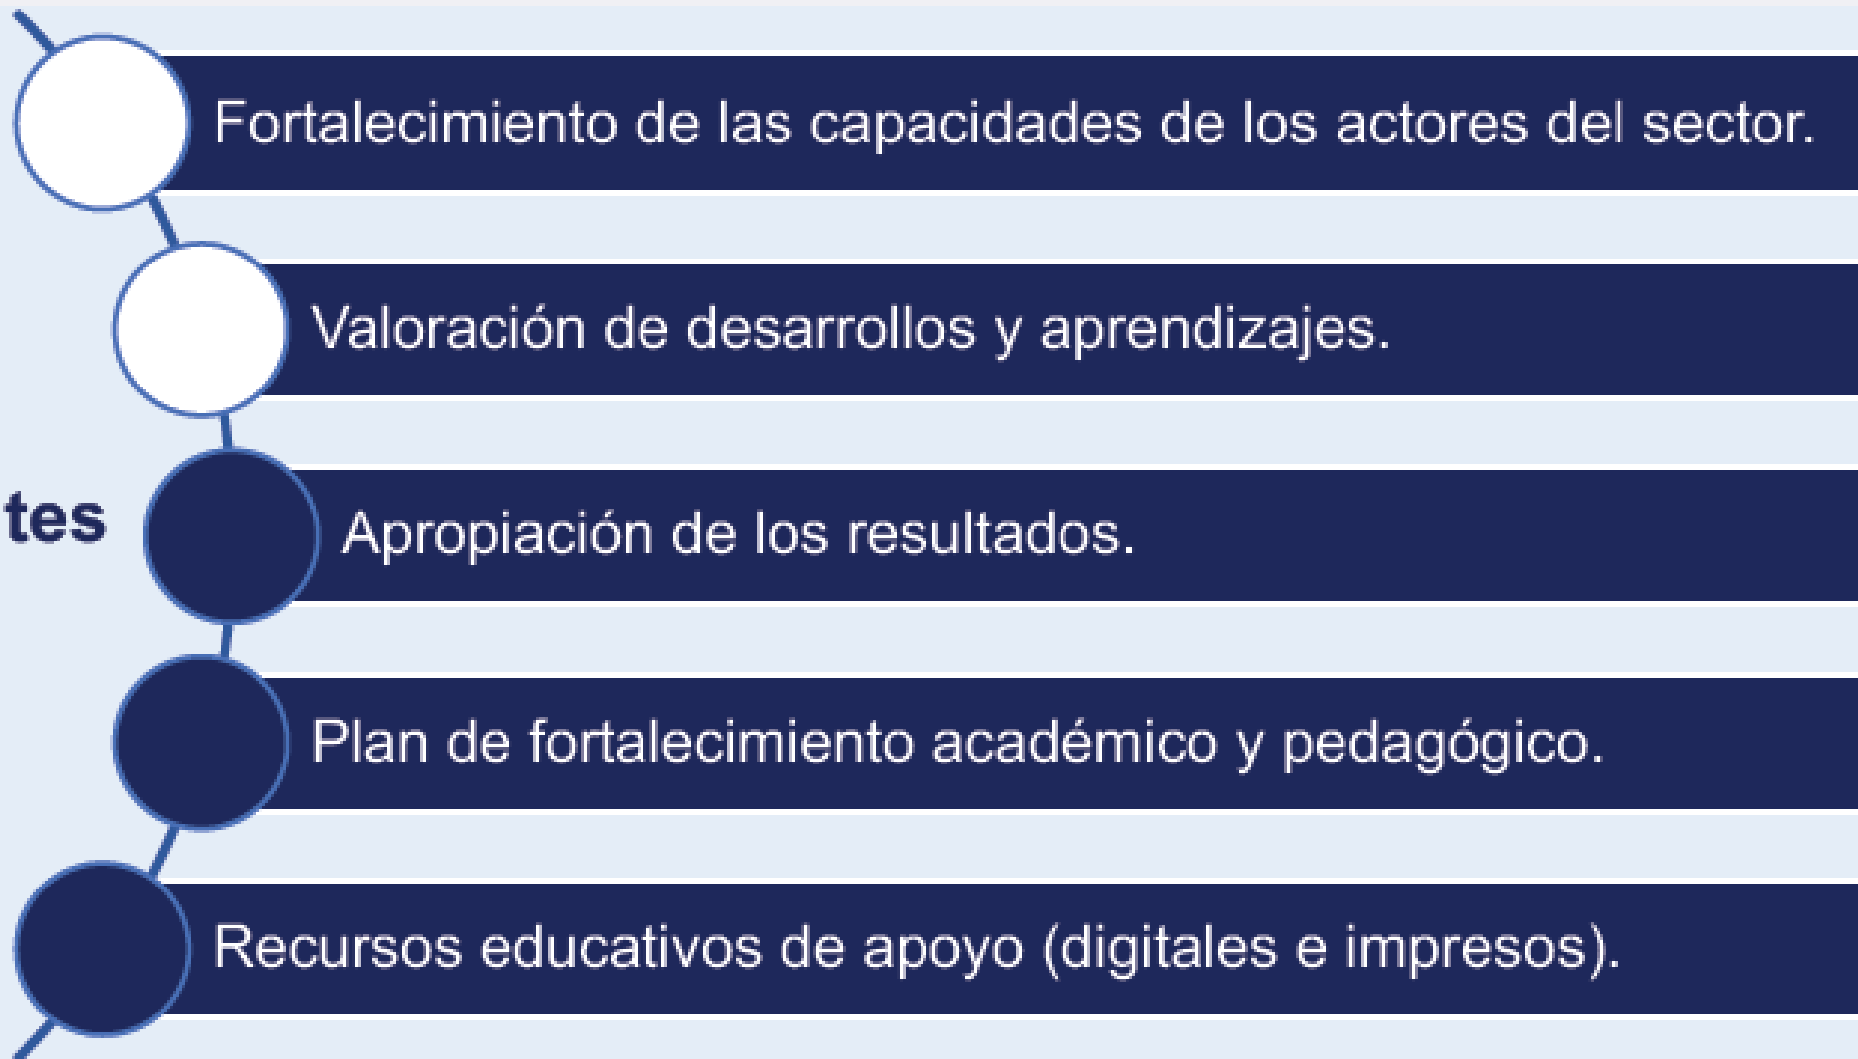 Fortalecimiento de las capacidades de los actores del sector.
Valoración de desarrollos y aprendizajes.
tes
Apropiación de los resultados.
Plan de fortalecimiento académico y pedagógico.
Recursos educativos de apoyo (digitales e impresos).